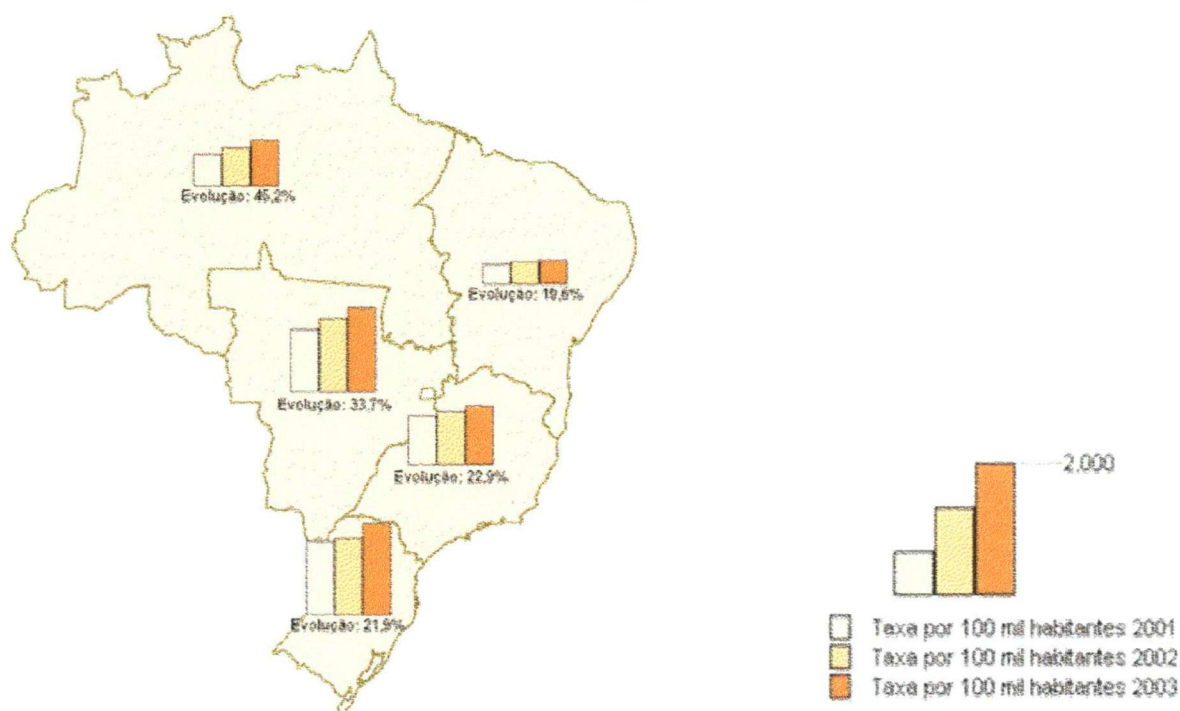 Evolução: 45,2%
Evolução: 19,6%
Evolução: 33,7%
Evolução: 22,9%
Evolução: 21,9%
2.000
Taxa por 100 mil habitantes 2001
Taxa por 100 mil habitantes 2002
Taxa por 100 mil habitantes 2003